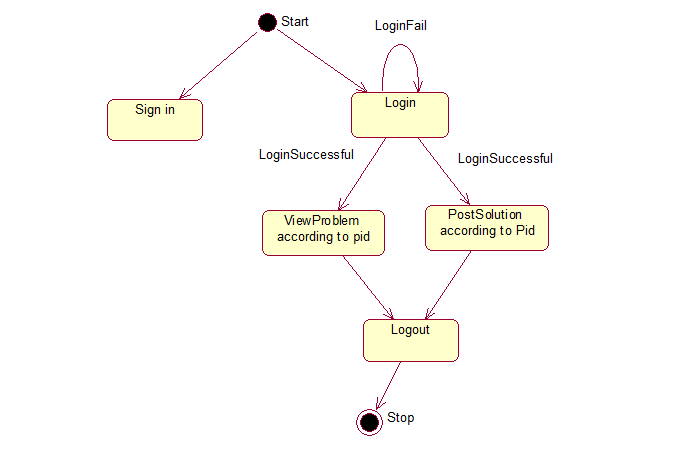 Start
LoginFail
Sign in
Login
LoginSuccessful
LoginSuccessful
ViewProblem
according to pid
PostSolution
according to Pid
Logout
Stop